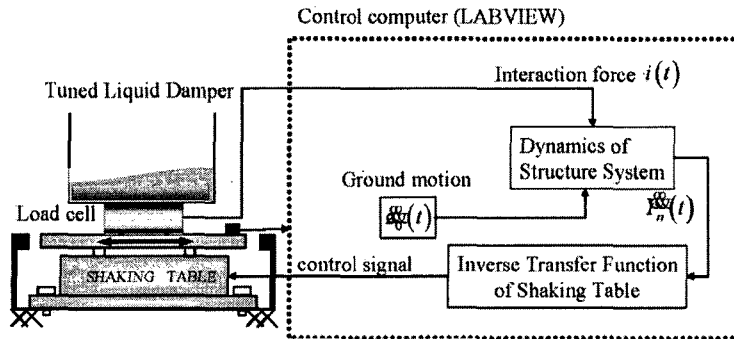 Control computer (LABVIEW)
Interaction force i(t)
Tuned Liquid Damper
Dynamics of
Structure System
Ground motion
(t)
(t)
Load cell
SHAKING TABLE
control signal
Inverse Transfer Function
of Shaking Table